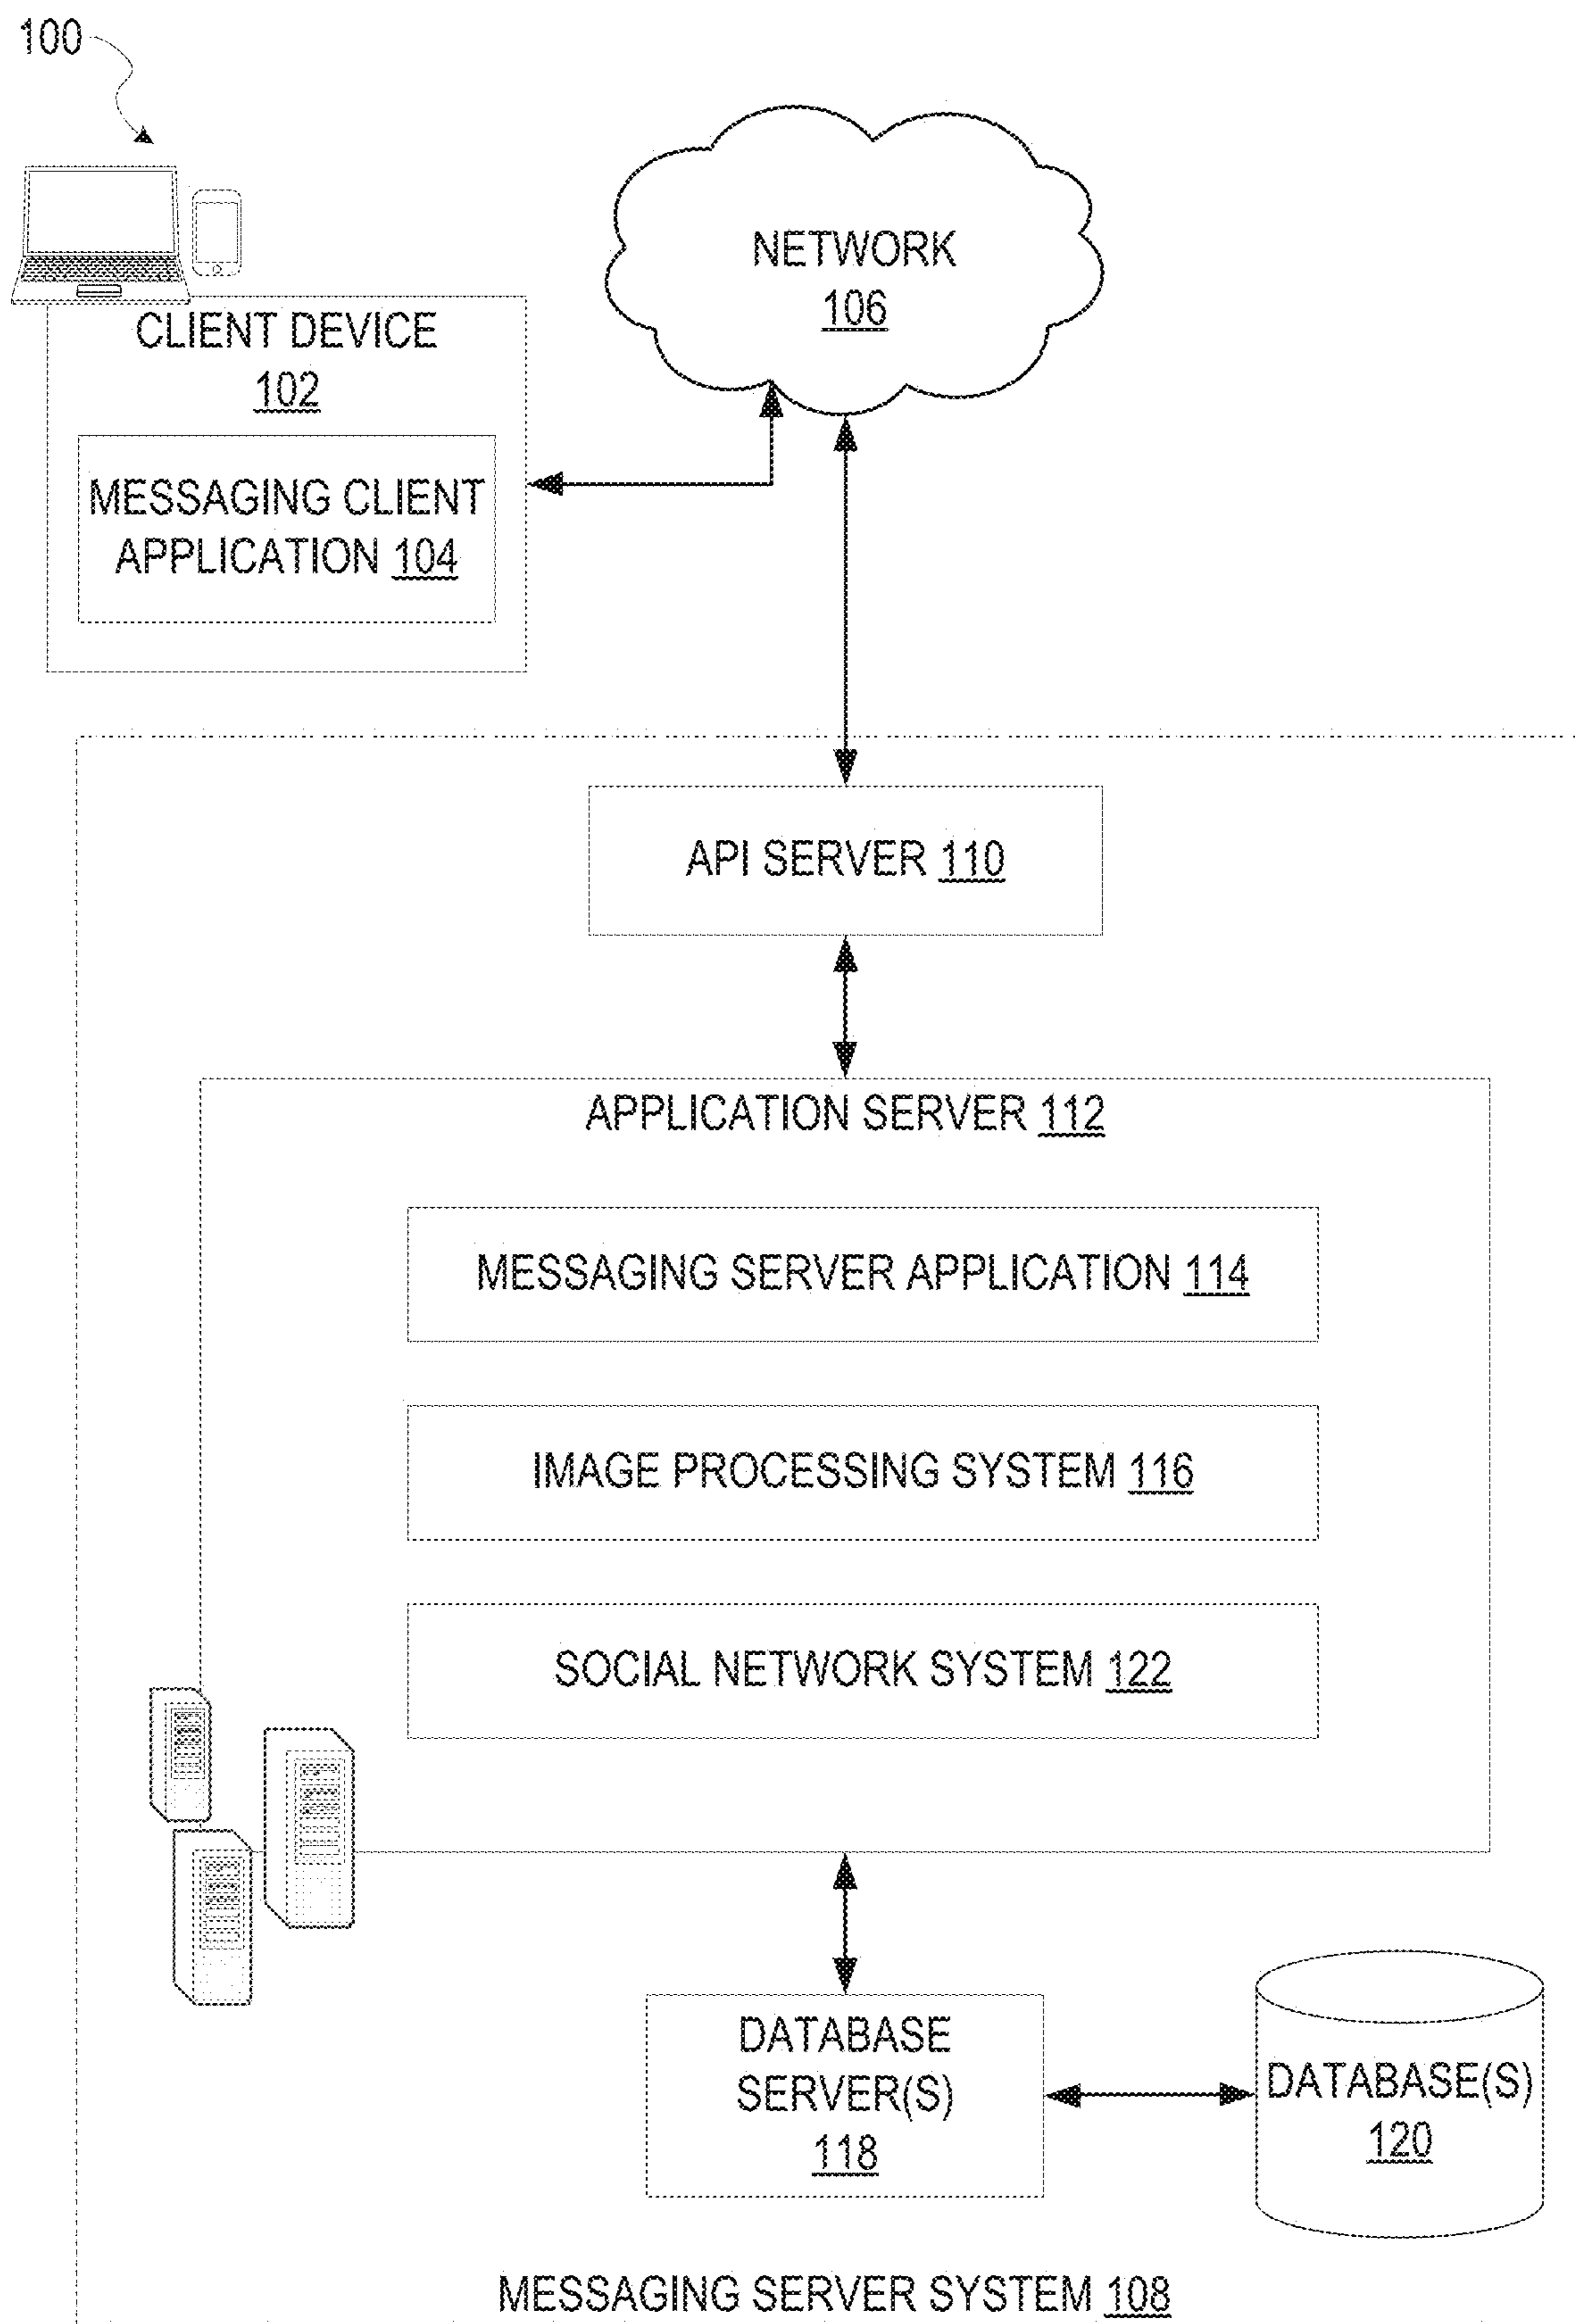 100
NETWORK
106
CLIENT DEVICE
102
MESSAGING CLIENT
APPLICATION 104
API SERVER 110
APPLICATION SERVER 112
MESSAGING SERVER APPLICATION 114
IMAGE PROCESSING SYSTEM 116
SOCIAL NETWORK SYSTEM 122
DATABASE
SERVER(S)
118
DATABASE(S)
120
MESSAGING SERVER SYSTEM 108